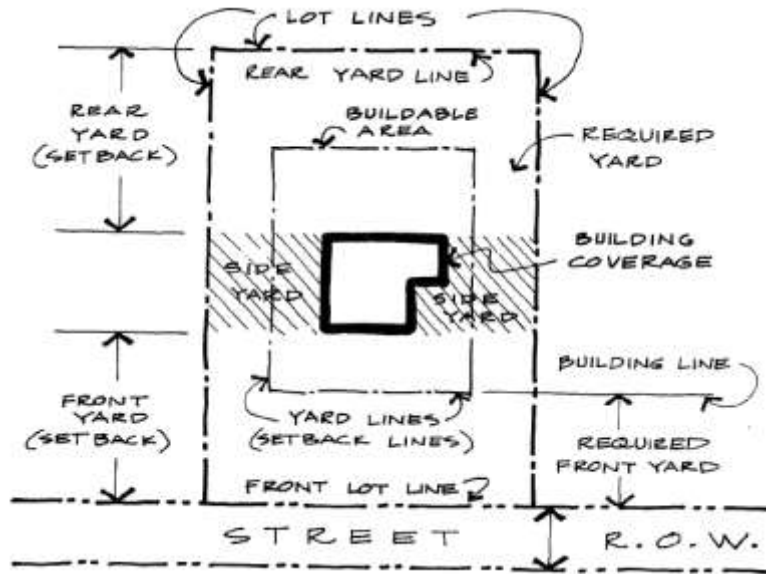 LOT LINES
REAR YARD LINE
BUILDABLE
AREA
REAR
YARD
(SETBACK)
REQUIRED
YARD
BUILDING
COVERAGE
SIDE
YARD
SIDE
YARD
BUILDING LINE
FRONT
YARD
(SETBACK)
YARD LINES
(SETBACK LINES)
REQUIRED
FRONT YARD
FRONT LOT LINE
STREET
R.O.W.